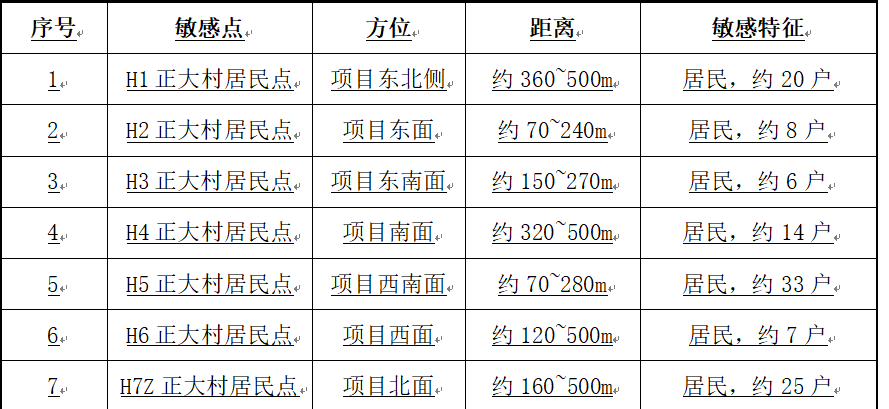 序号 敏感点 方位 距离 敏感特征
1 H1 正大村居民点 项目东北侧 约 360~500m 居民，约 20 户
2 H2 正大村居民点 项目东面 约 70~240m 居民，约 8 户
3 H3 正大村居民点 项目东南面 约 150~270m 居民，约 6 户
4 H4 正大村居民点 项目南面 约 320~500m 居民，约 14 户
5 H5 正大村居民点 项目西南面 约 70~280m 居民，约 33 户
6 H6 正大村居民点 项目西面 约 120~500m 居民，约 7 户
7 H7Z 正大村居民点 项目北面 约 160~500m 居民，约 25 户